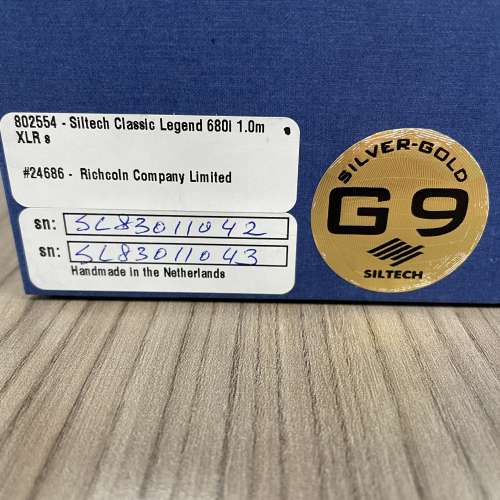 802554 - Siltech Classic Legend 680i 1.0m
XLR s
#24686 - Richcoln Company Limited
sn: SL83011042
sn: SL83011043
Handmade in the Netherlands
SILVER-GOLD
G9
SILTECH